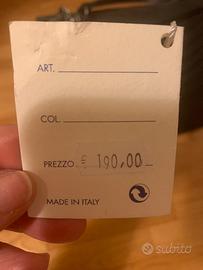 ART.
COL.
PREZZO € 190,00
MADE IN ITALY
subito